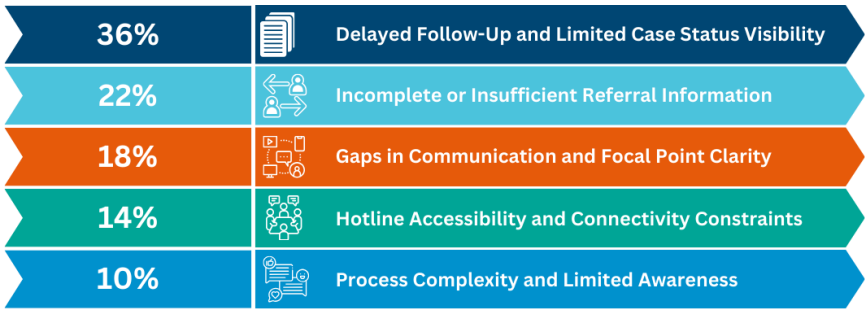 36%
Delayed Follow-Up and Limited Case Status Visibility
22%
Incomplete or Insufficient Referral Information
18%
Gaps in Communication and Focal Point Clarity
14%
Hotline Accessibility and Connectivity Constraints
10%
Process Complexity and Limited Awareness